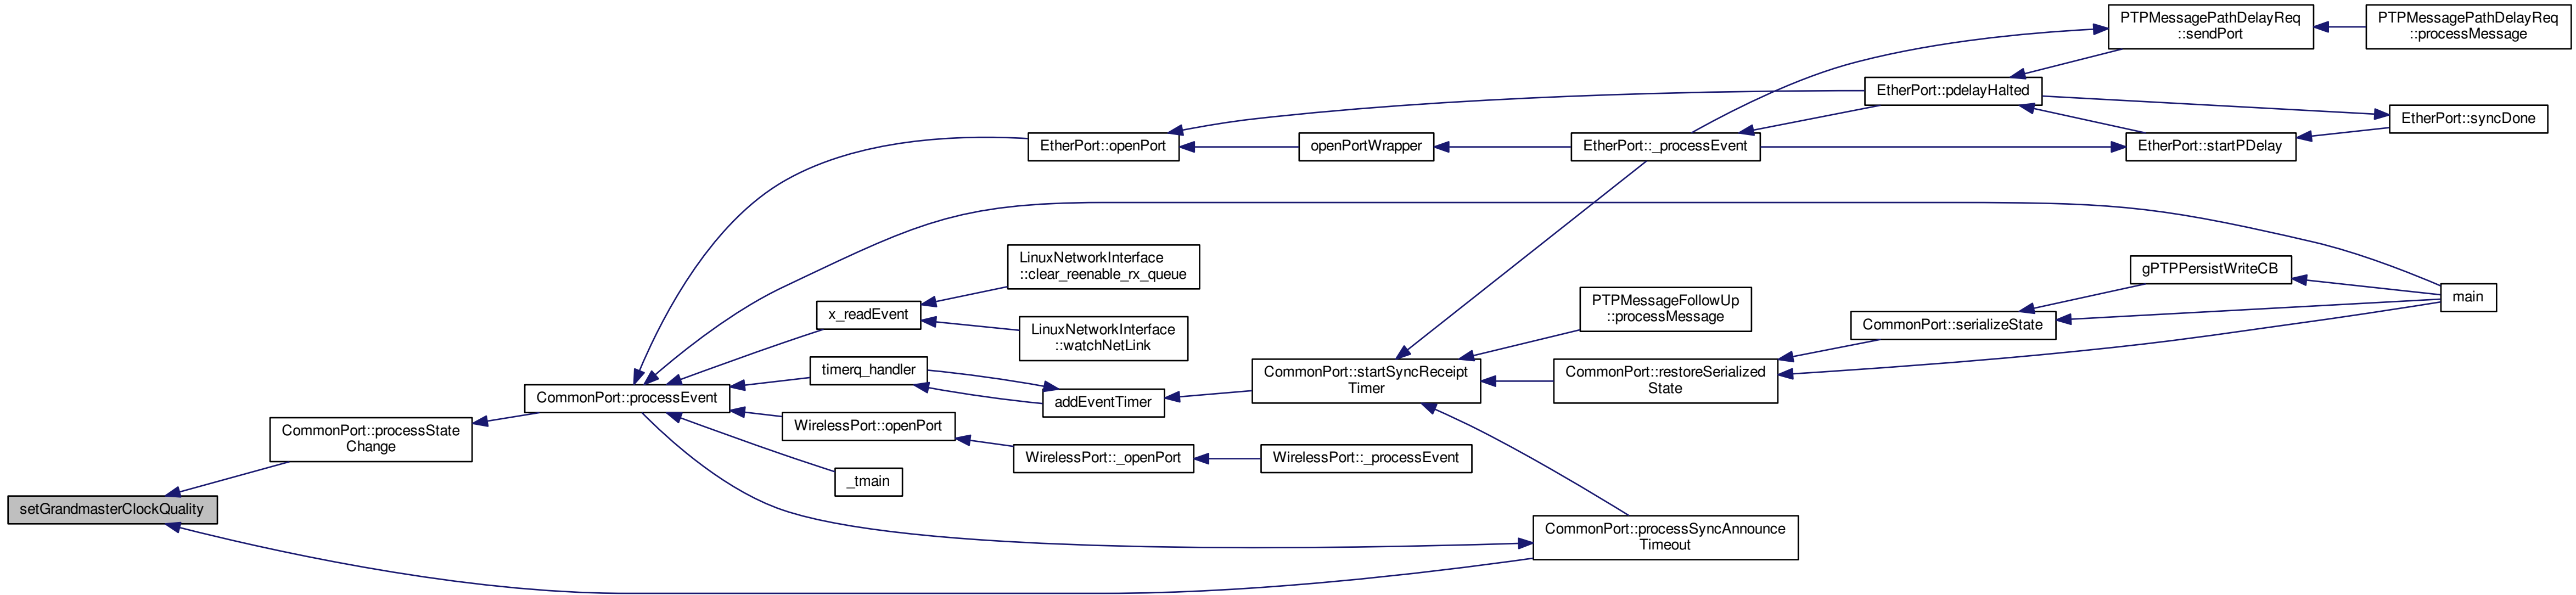 PTPMessagePathDelayReq
::sendPort
PTPMessagePathDelayReq
::processMessage
EtherPort::pdelayHalted
EtherPort::syncDone
EtherPort::openPort
openPortWrapper
EtherPort::_processEvent
EtherPort::startPDelay
LinuxNetworkInterface
::clear_reenable_rx_queue
gPTPPersistWriteCB
main
x_readEvent
PTPMessageFollowUp
::processMessage
CommonPort::serializeState
LinuxNetworkInterface
::watchNetLink
timerq_handler
CommonPort::startSyncReceipt
Timer
CommonPort::restoreSerialized
State
CommonPort::processEvent
addEventTimer
CommonPort::processState
Change
WirelessPort::openPort
WirelessPort::_openPort
WirelessPort::_processEvent
_tmain
setGrandmasterClockQuality
CommonPort::processSyncAnnounce
Timeout